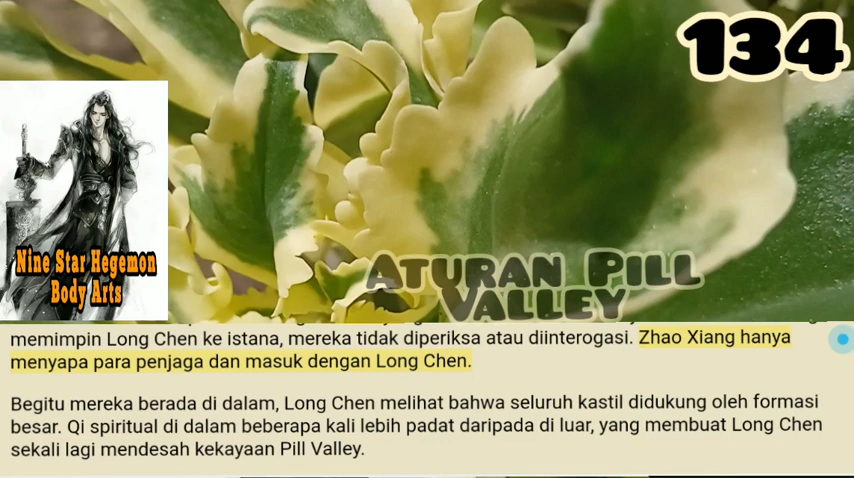 134
Nine Star Hegemon
Body Arts
ATURAN PILL
VALLEY
memimpin Long Chen ke istana, mereka tidak diperiksa atau diinterogasi. Zhao Xiang hanya
menyapa para penjaga dan masuk dengan Long Chen.
Begitu mereka berada di dalam, Long Chen melihat bahwa seluruh kastil didukung oleh formasi
besar. Qi spiritual di dalam beberapa kali lebih padat daripada di luar, yang membuat Long Chen
sekali lagi mendesah kekayaan Pill Valley.